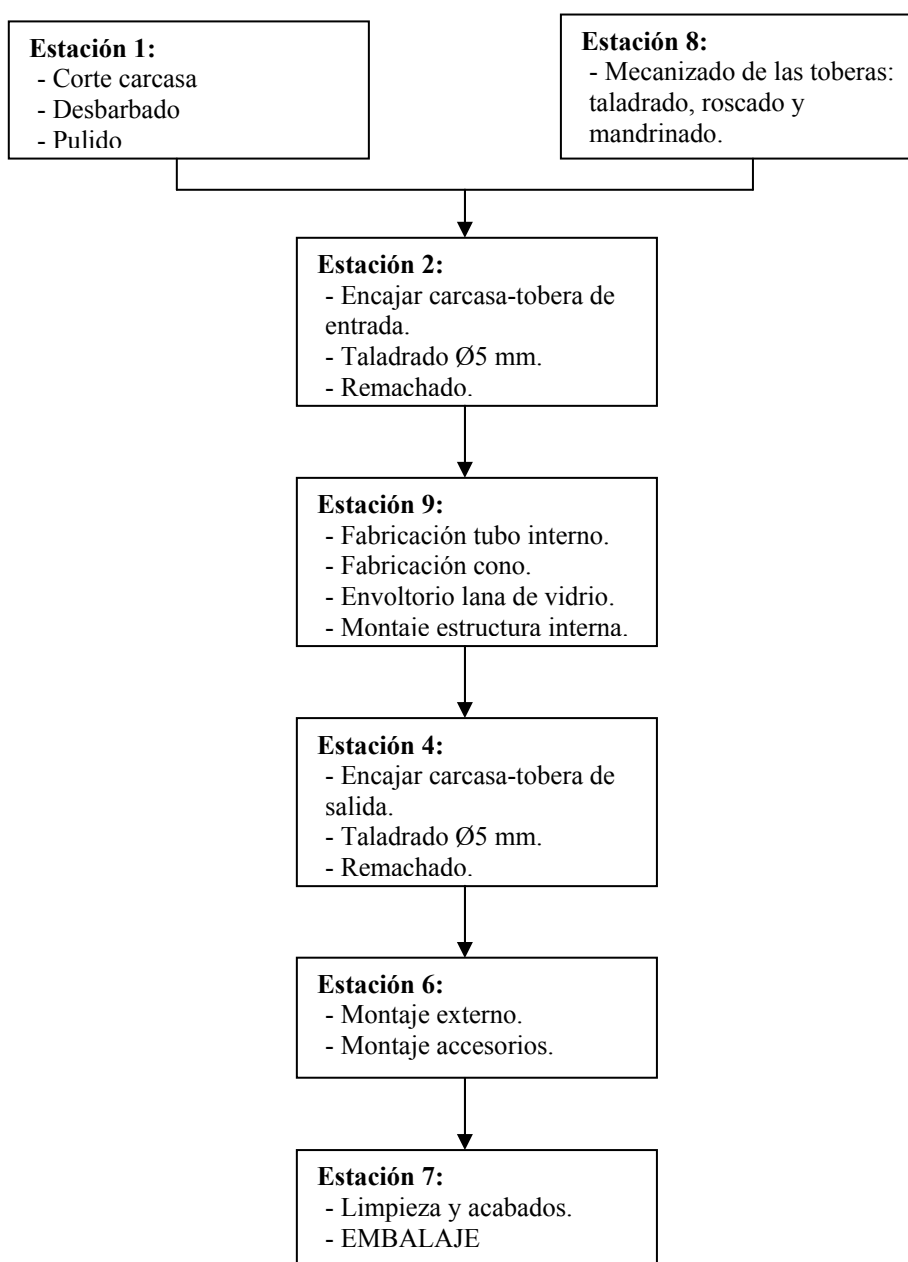 Estación 1:
- Corte carcasa
- Desbarbado
- Pulido
Estación 8:
- Mecanizado de las toberas:
taladrado, roscado y
mandrinado.
Estación 2:
- Encajar carcasa-tobera de
entrada.
- Taladrado Ø5 mm.
- Remachado.
Estación 9:
- Fabricación tubo interno.
- Fabricación cono.
- Envoltorio lana de vidrio.
- Montaje estructura interna.
Estación 4:
- Encajar carcasa-tobera de
salida.
- Taladrado Ø5 mm.
- Remachado.
Estación 6:
- Montaje externo.
- Montaje accesorios.
Estación 7:
- Limpieza y acabados.
- EMBALAJE